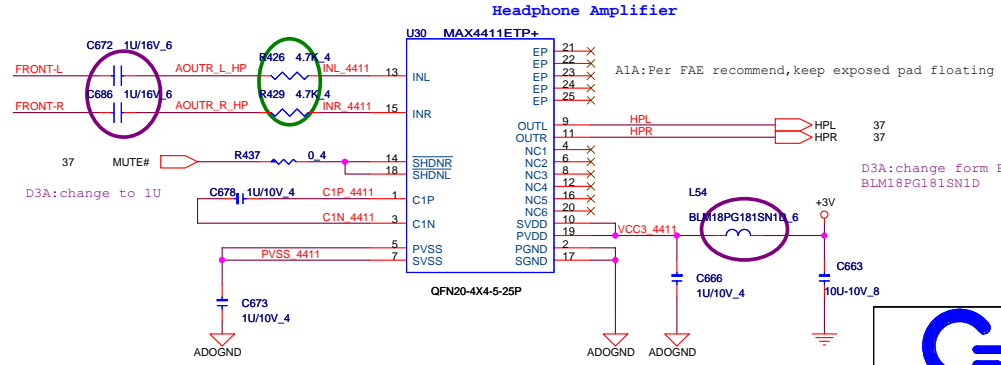 Headphone Amplifier
C672 1U/16V_6
U30 MAX4411ETP+
R426 4.7K_4
FRONT-L AOUTR_L_HP INL_4411 13 INL
C686 1U/16V_6
R429 4.7K_4
FRONT-R AOUTR_R_HP INR_4411 15 INR
EP 21
EP 22
EP 23
EP 24
EP 25
A1A:Per FAE recommend,keep exposed pad floating
OUTL 9 HPL HPL 37
OUTR 11 HPR HPR 37
37 MUTE# R437 0_4 14 SHDNR
18 SHDNL
NC1 4
NC2 6
NC3 8
NC4 12
NC5 16
NC6 20
D3A:change to 1U
D3A:change form
BLM18PG181SN1D
C678 1U/10V_4 C1P_4411 1 C1P
C1N_4411 3 C1N
SVDD 10
PVDD 19 VCC3_4411
L54
BLM18PG181SN1D_6
+3V
5 PVSS
PVSS_4411 7 SVSS
PGND 2
SGND 17
QFN20-4X4-5-25P
C673
1U/10V_4
C666
1U/10V_4
C663
10U-10V_8
ADOGND
ADOGND
ADOGND